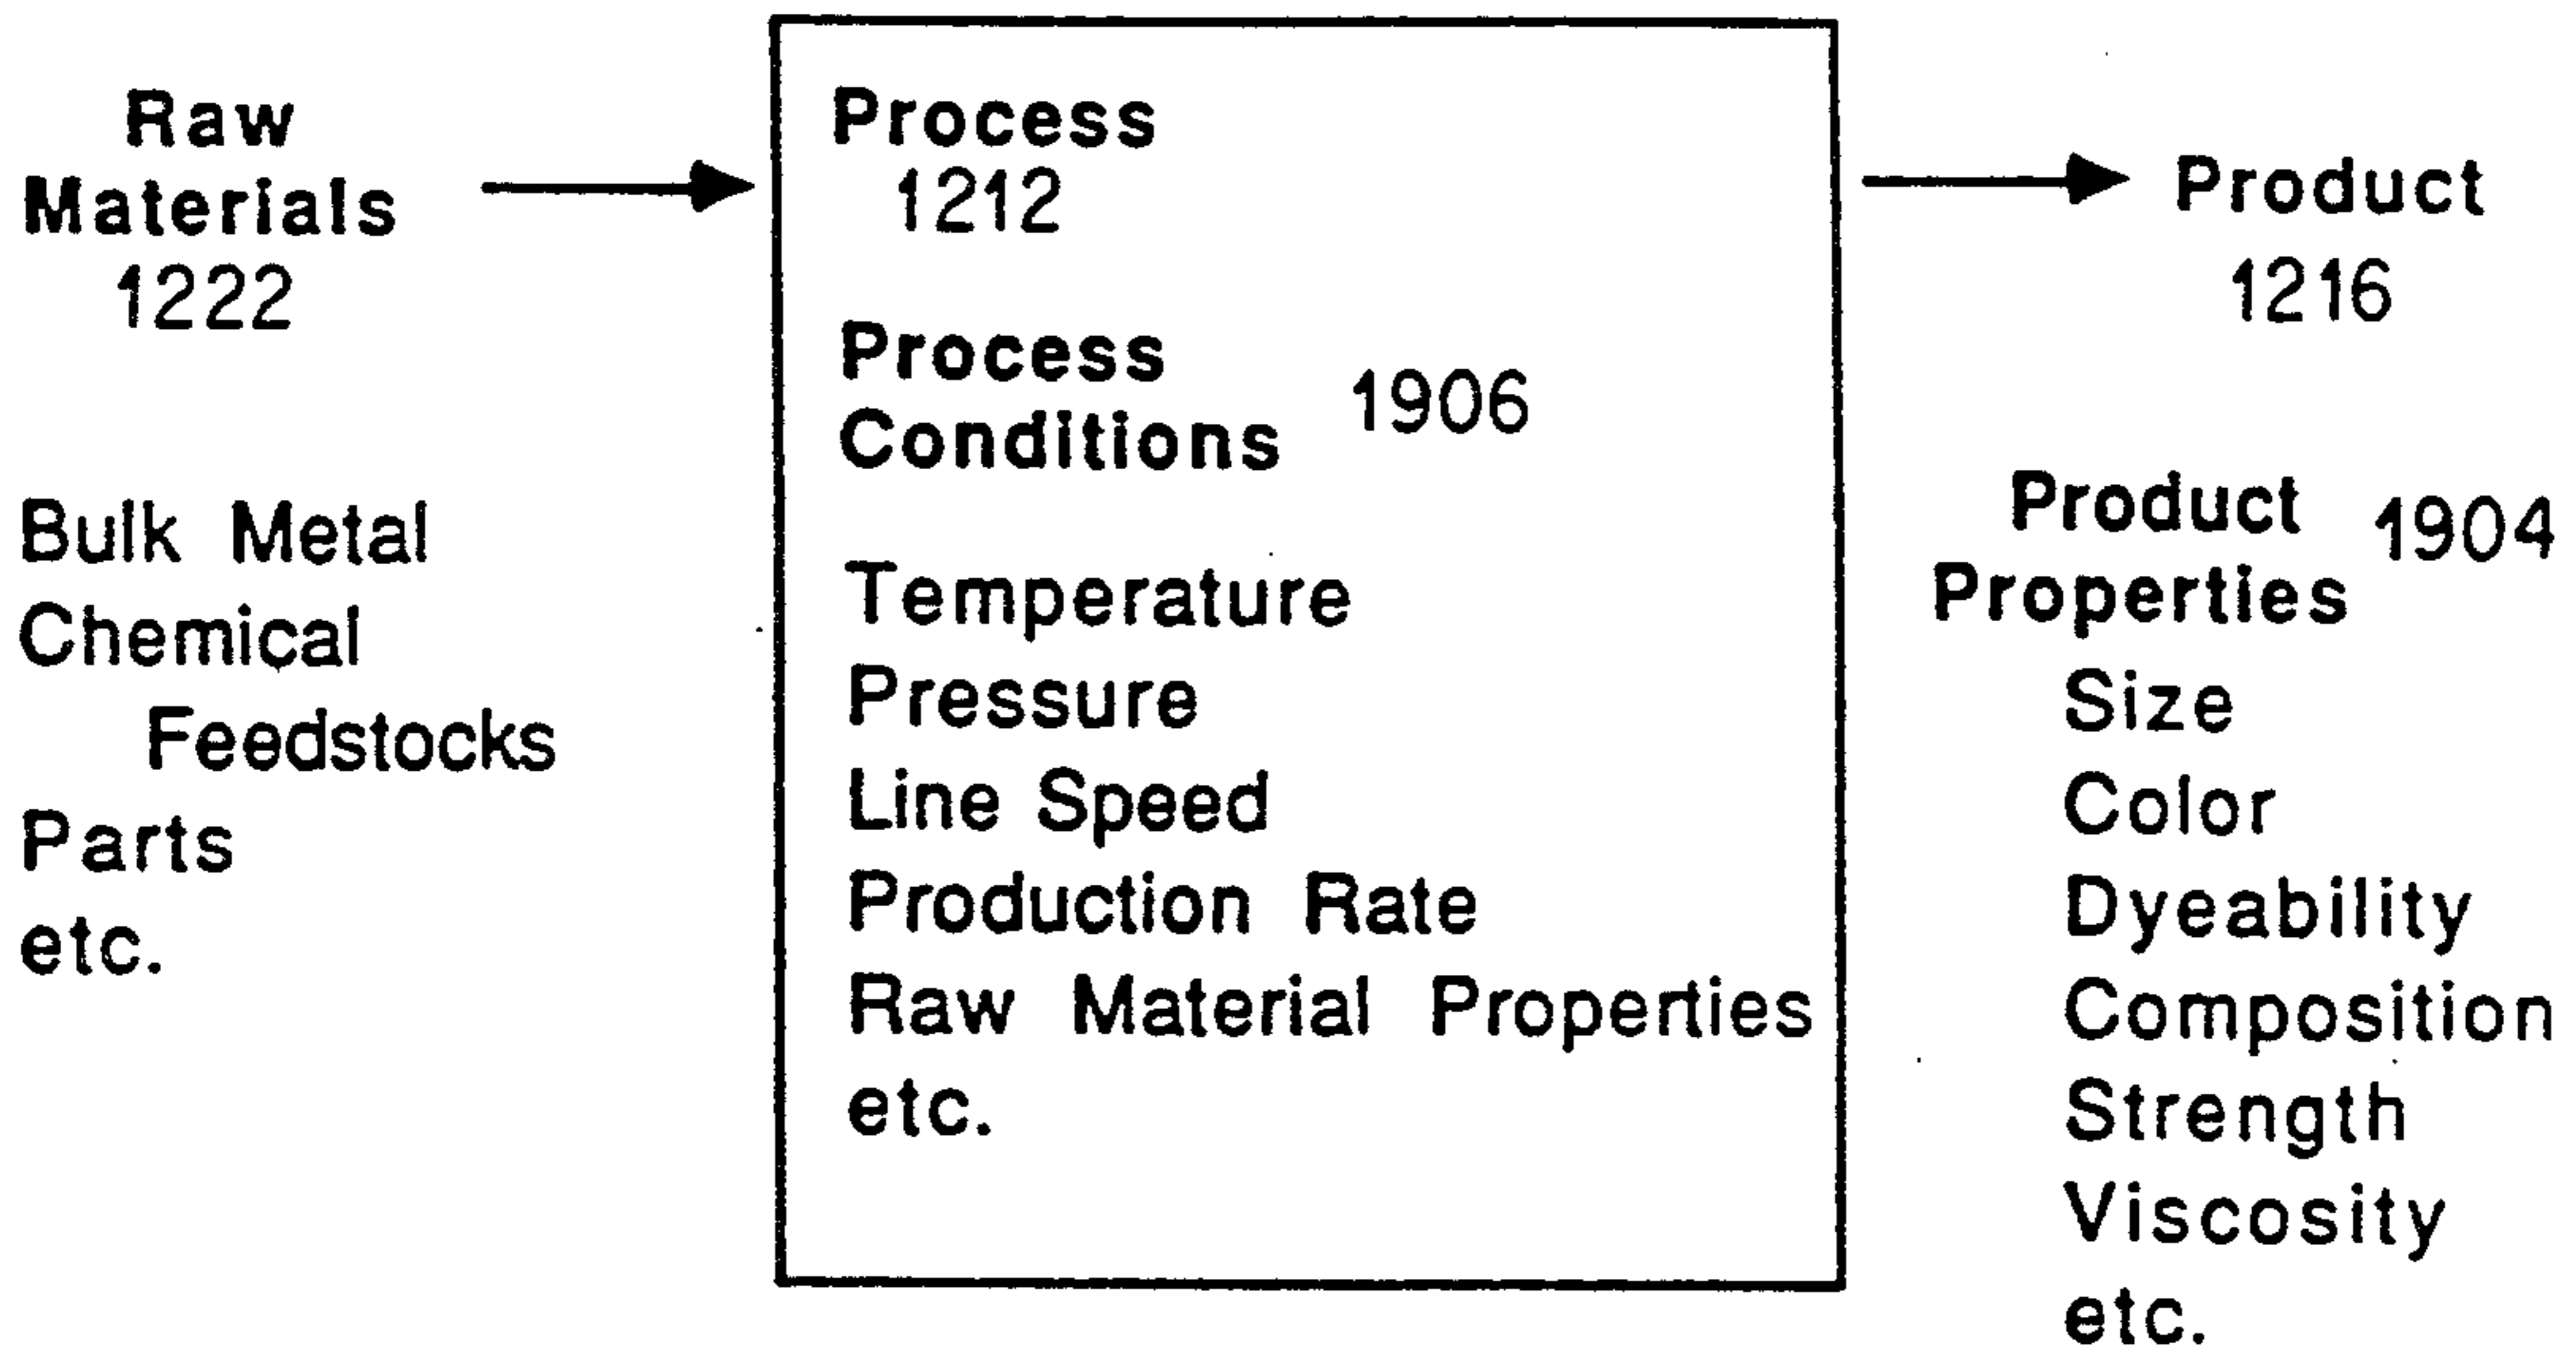 Raw
Materials
1222
Bulk Metal
Chemical
Feedstocks
Parts
etc.
Process
1212
Process
Conditions 1906
Temperature
Pressure
Line Speed
Production Rate
Raw Material Properties
etc.
Product
1216
Product 1904
Properties
Size
Color
Dyeability
Composition
Strength
Viscosity
etc.